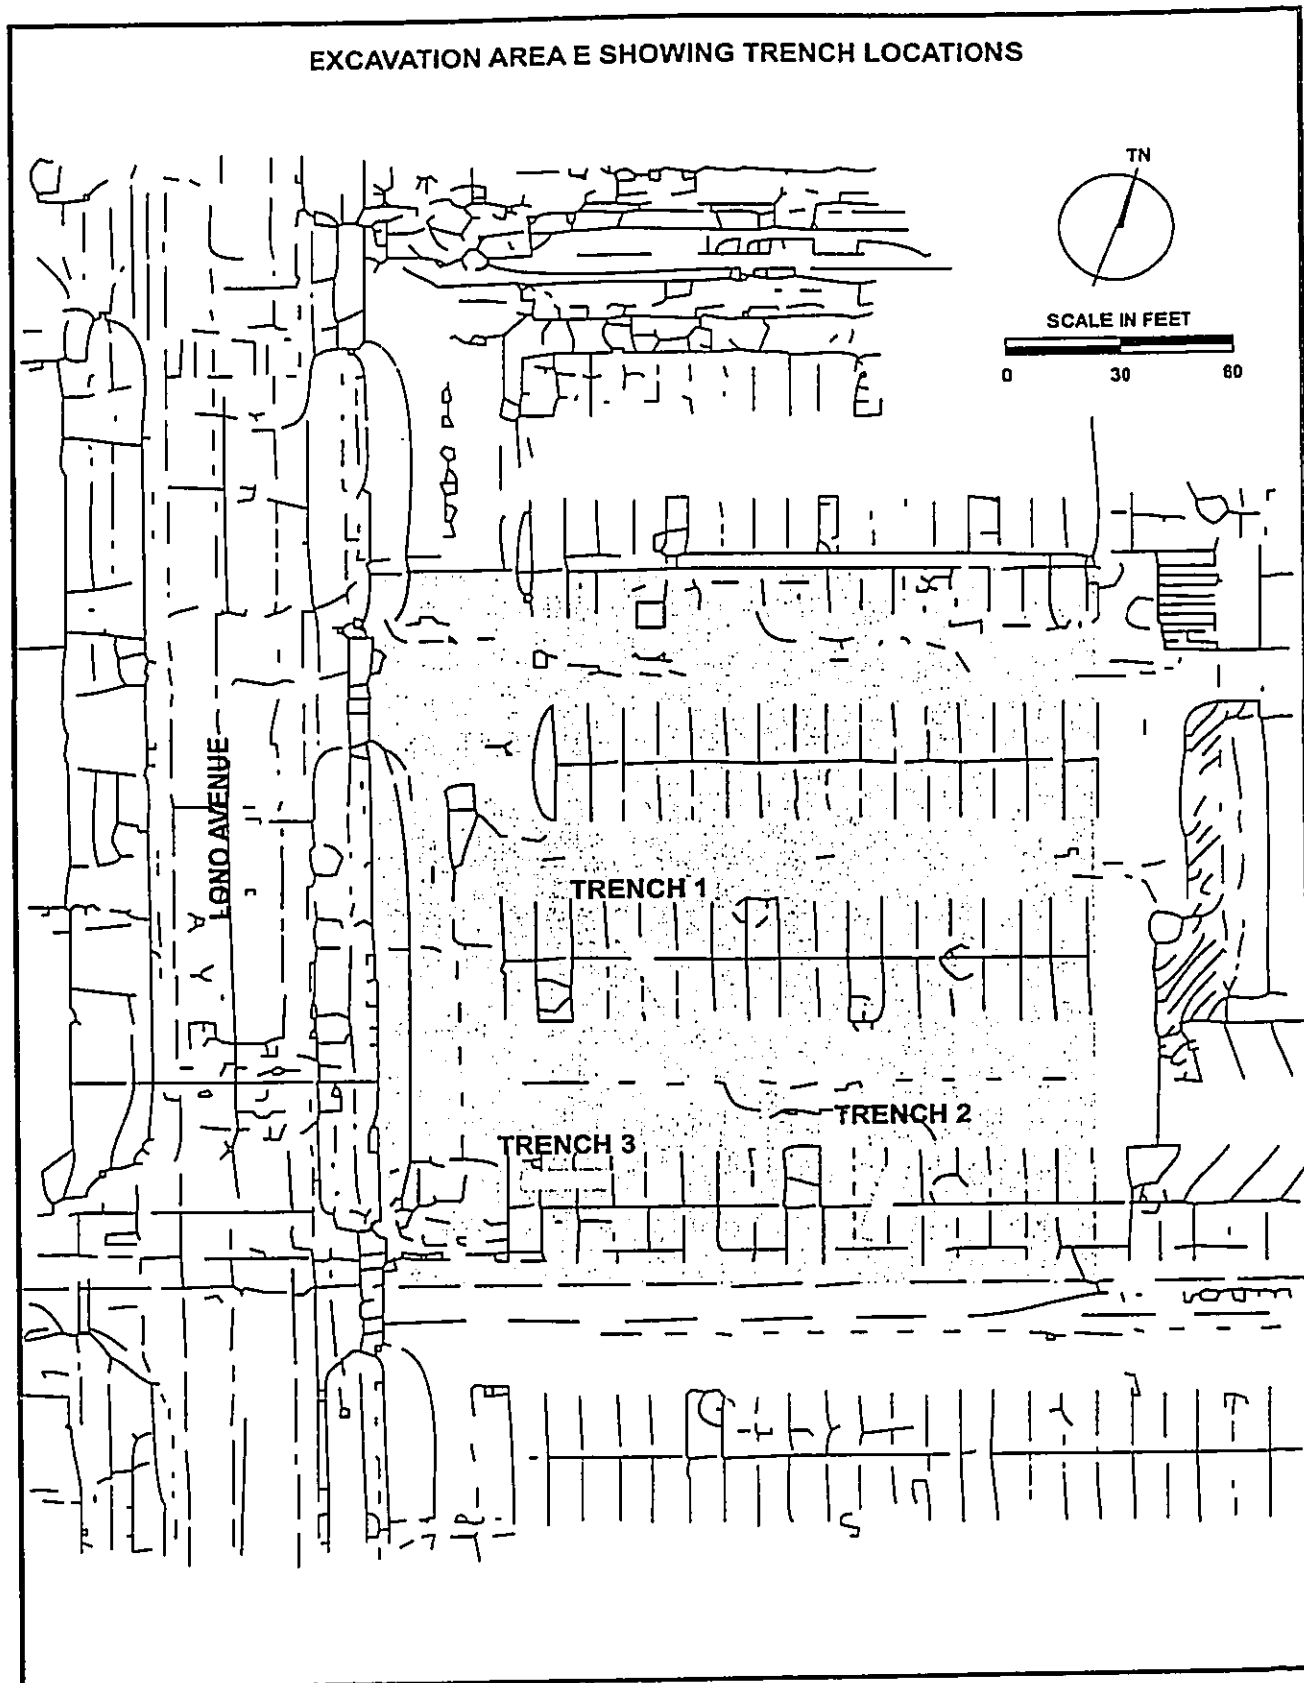 EXCAVATION AREA E SHOWING TRENCH LOCATIONS
TN
SCALE IN FEET
0 30 60
LONO AVENUE
TRENCH 1
TRENCH 2
TRENCH 3